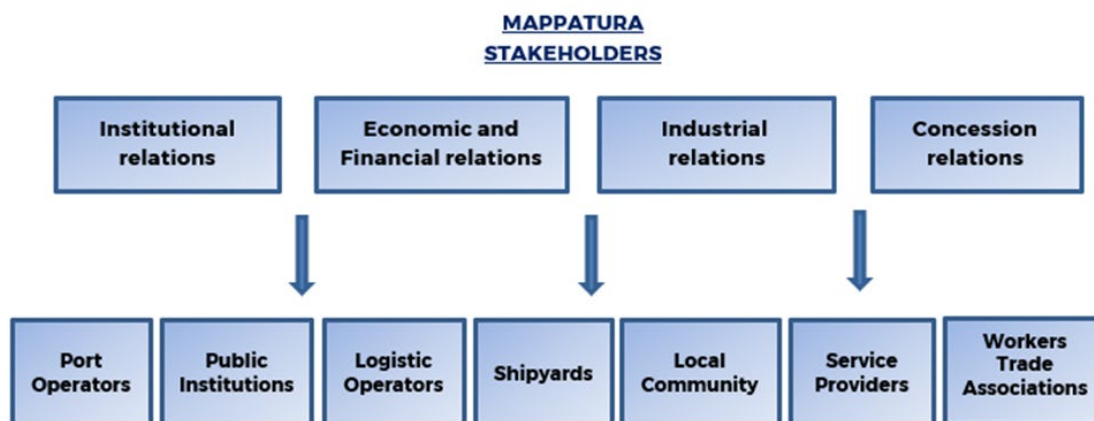 MAPPATURA
STAKEHOLDERS
Institutional
relations
Economic and
Financial relations
Industrial
relations
Concession
relations
Port
Operators
Public
Institutions
Logistic
Operators
Shipyards
Local
Community
Service
Providers
Workers
Trade
Associations